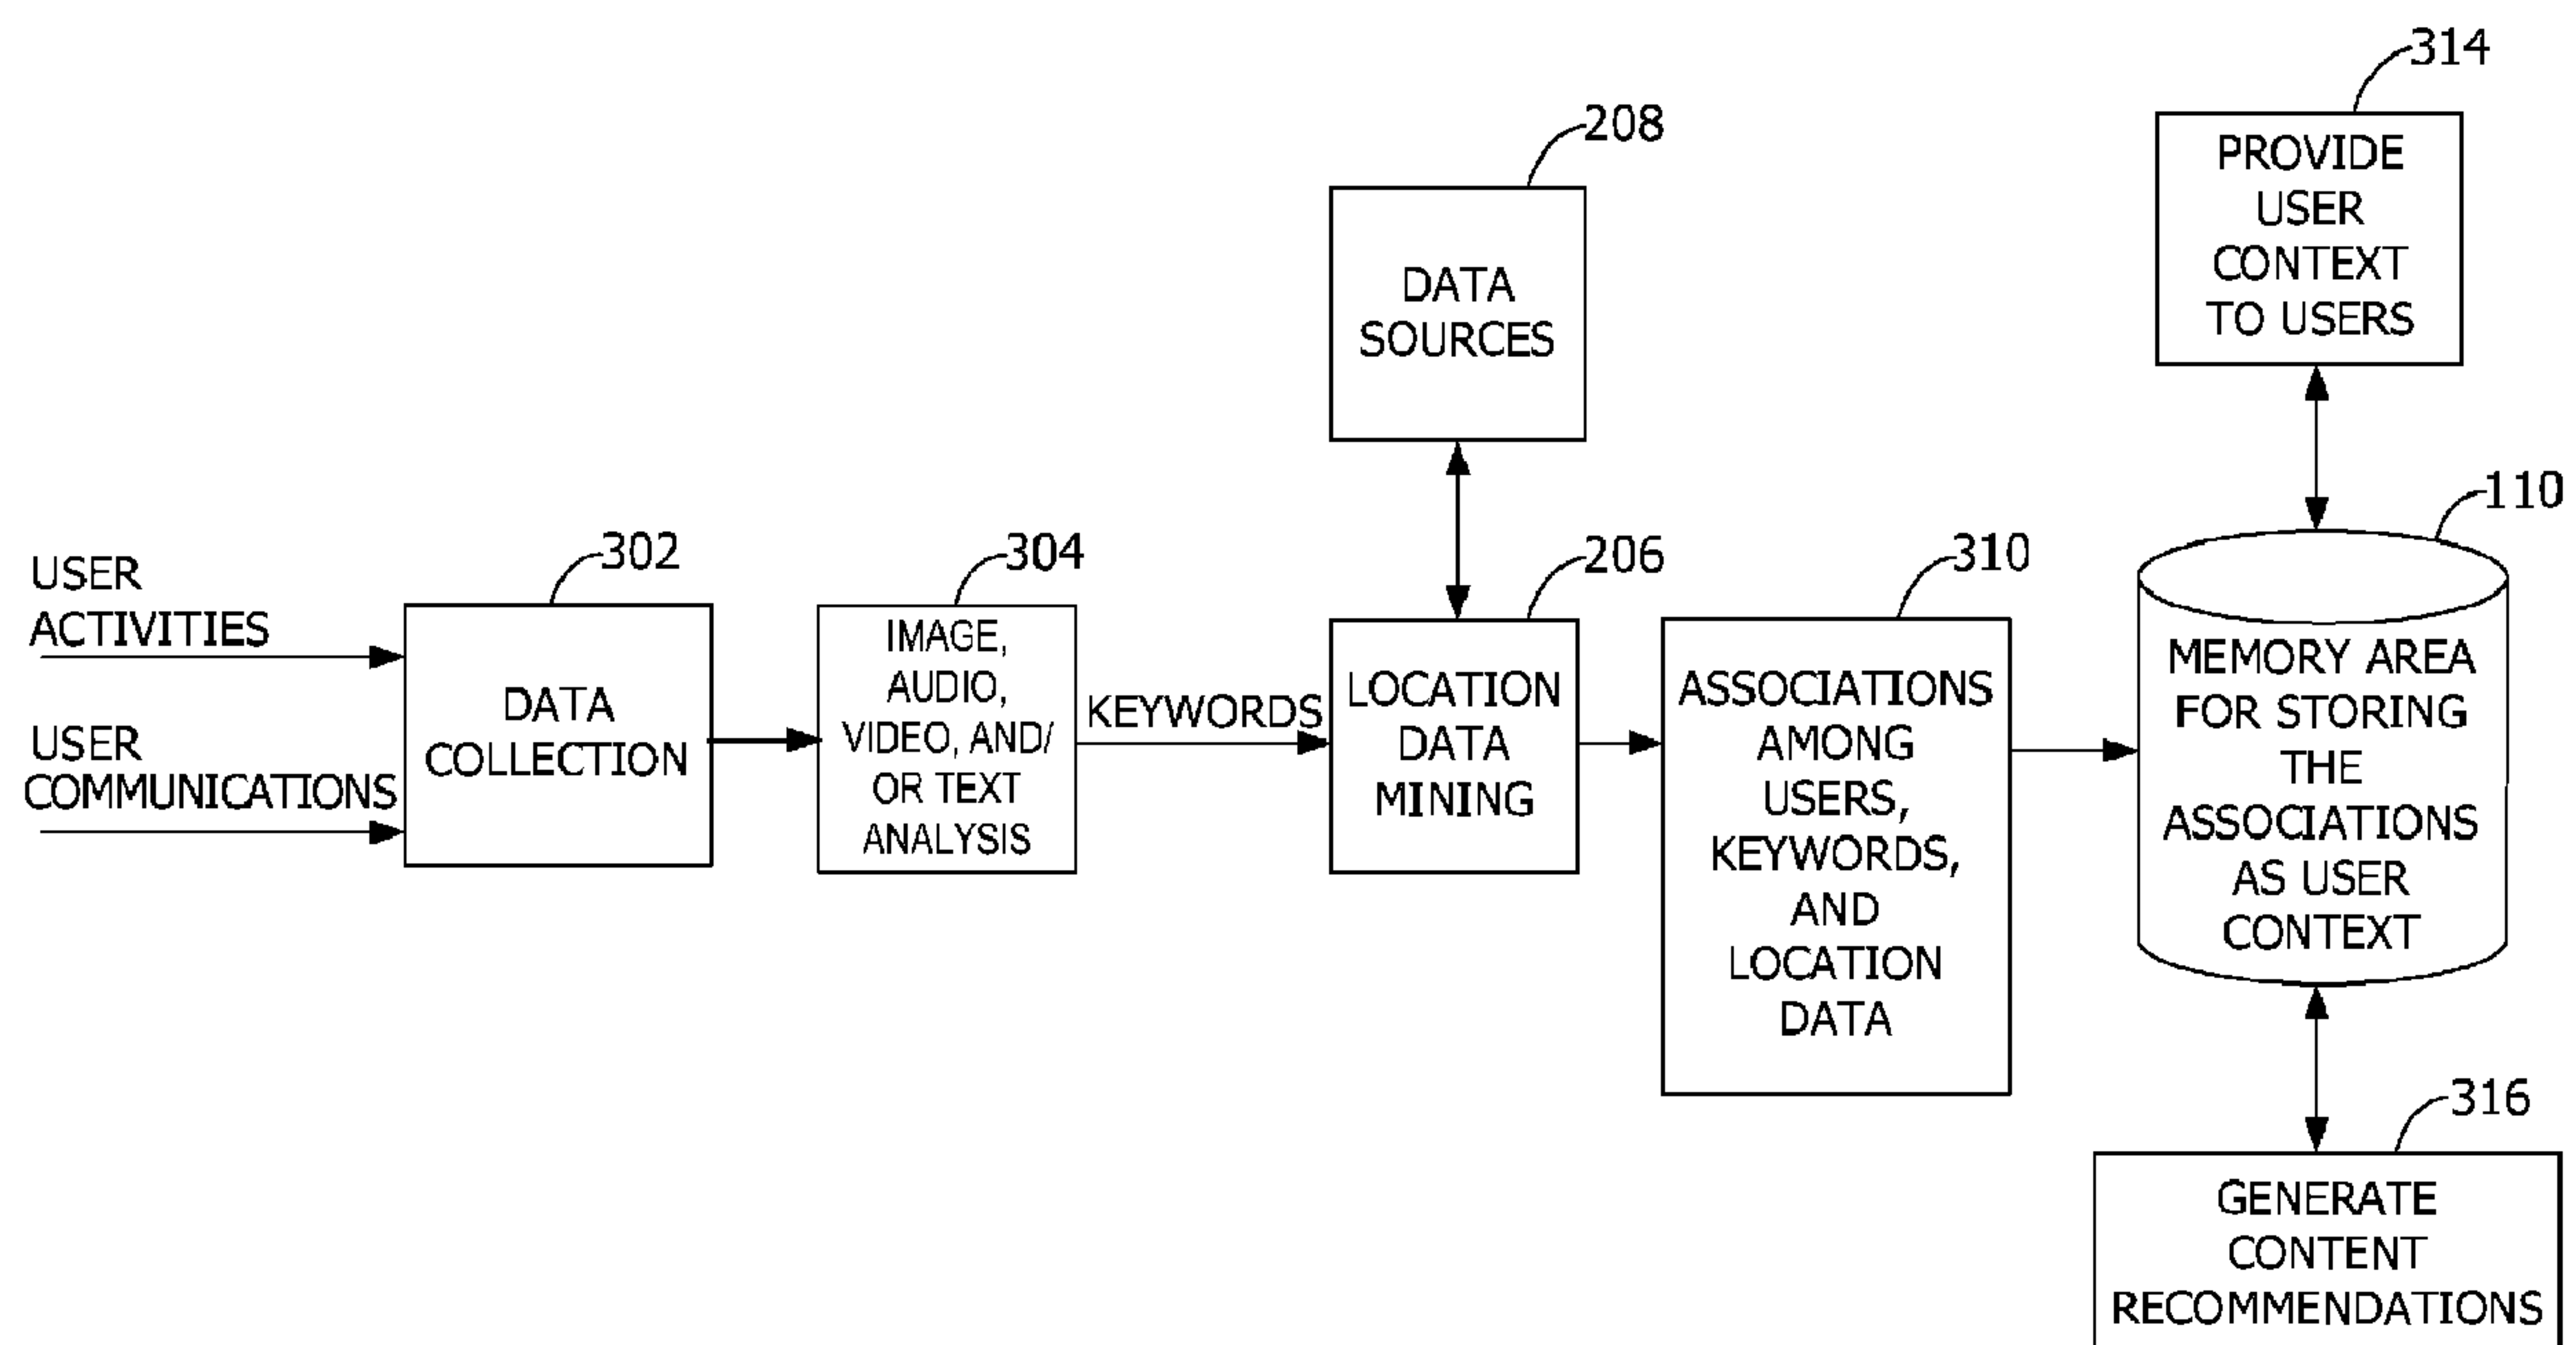 USER
ACTIVITIES
USER
COMMUNICATIONS
302
DATA
COLLECTION
304
IMAGE,
AUDIO,
VIDEO, AND/
OR TEXT
ANALYSIS
KEYWORDS
208
DATA
SOURCES
206
LOCATION
DATA
MINING
310
ASSOCIATIONS
AMONG
USERS,
KEYWORDS,
AND
LOCATION
DATA
314
PROVIDE
USER
CONTEXT
TO USERS
110
MEMORY AREA
FOR STORING
THE
ASSOCIATIONS
AS USER
CONTEXT
316
GENERATE
CONTENT
RECOMMENDATIONS